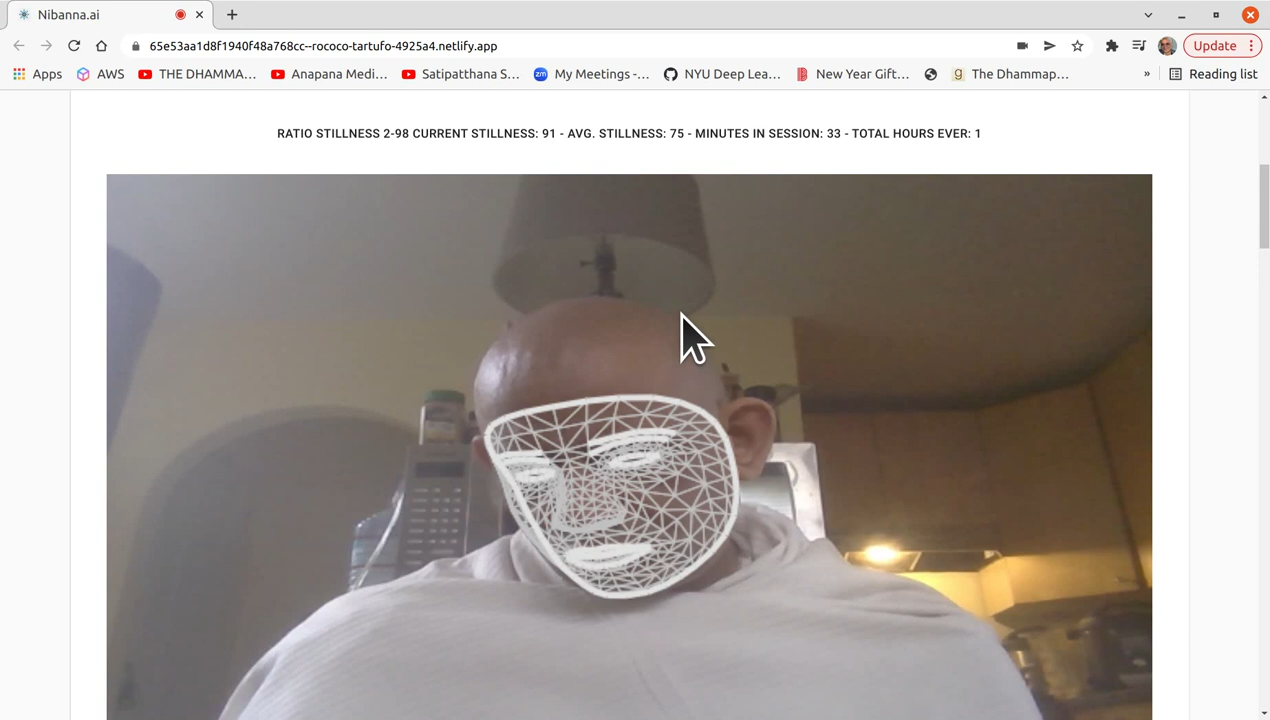 Nibanna.ai
65e53aa1d8f1940f48a768cc--rococo-tartufo-4925a4.netlify.app
Update
Apps AWS THE DHAMMA... Anapana Medi... Satipatthana S... My Meetings -... NYU Deep Lea... New Year Gift... The Dhammap... » Reading list
RATIO STILLNESS 2-98 CURRENT STILLNESS: 91 - AVG. STILLNESS: 75 - MINUTES IN SESSION: 33 - TOTAL HOURS EVER: 1